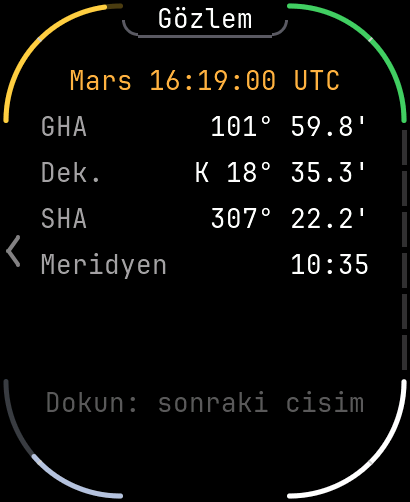 Gözlem
Mars 16:19:00 UTC
GHA 101° 59.8'
Dek. K 18° 35.3'
SHA 307° 22.2'
Meridyen 10:35
Dokun: sonraki cisim